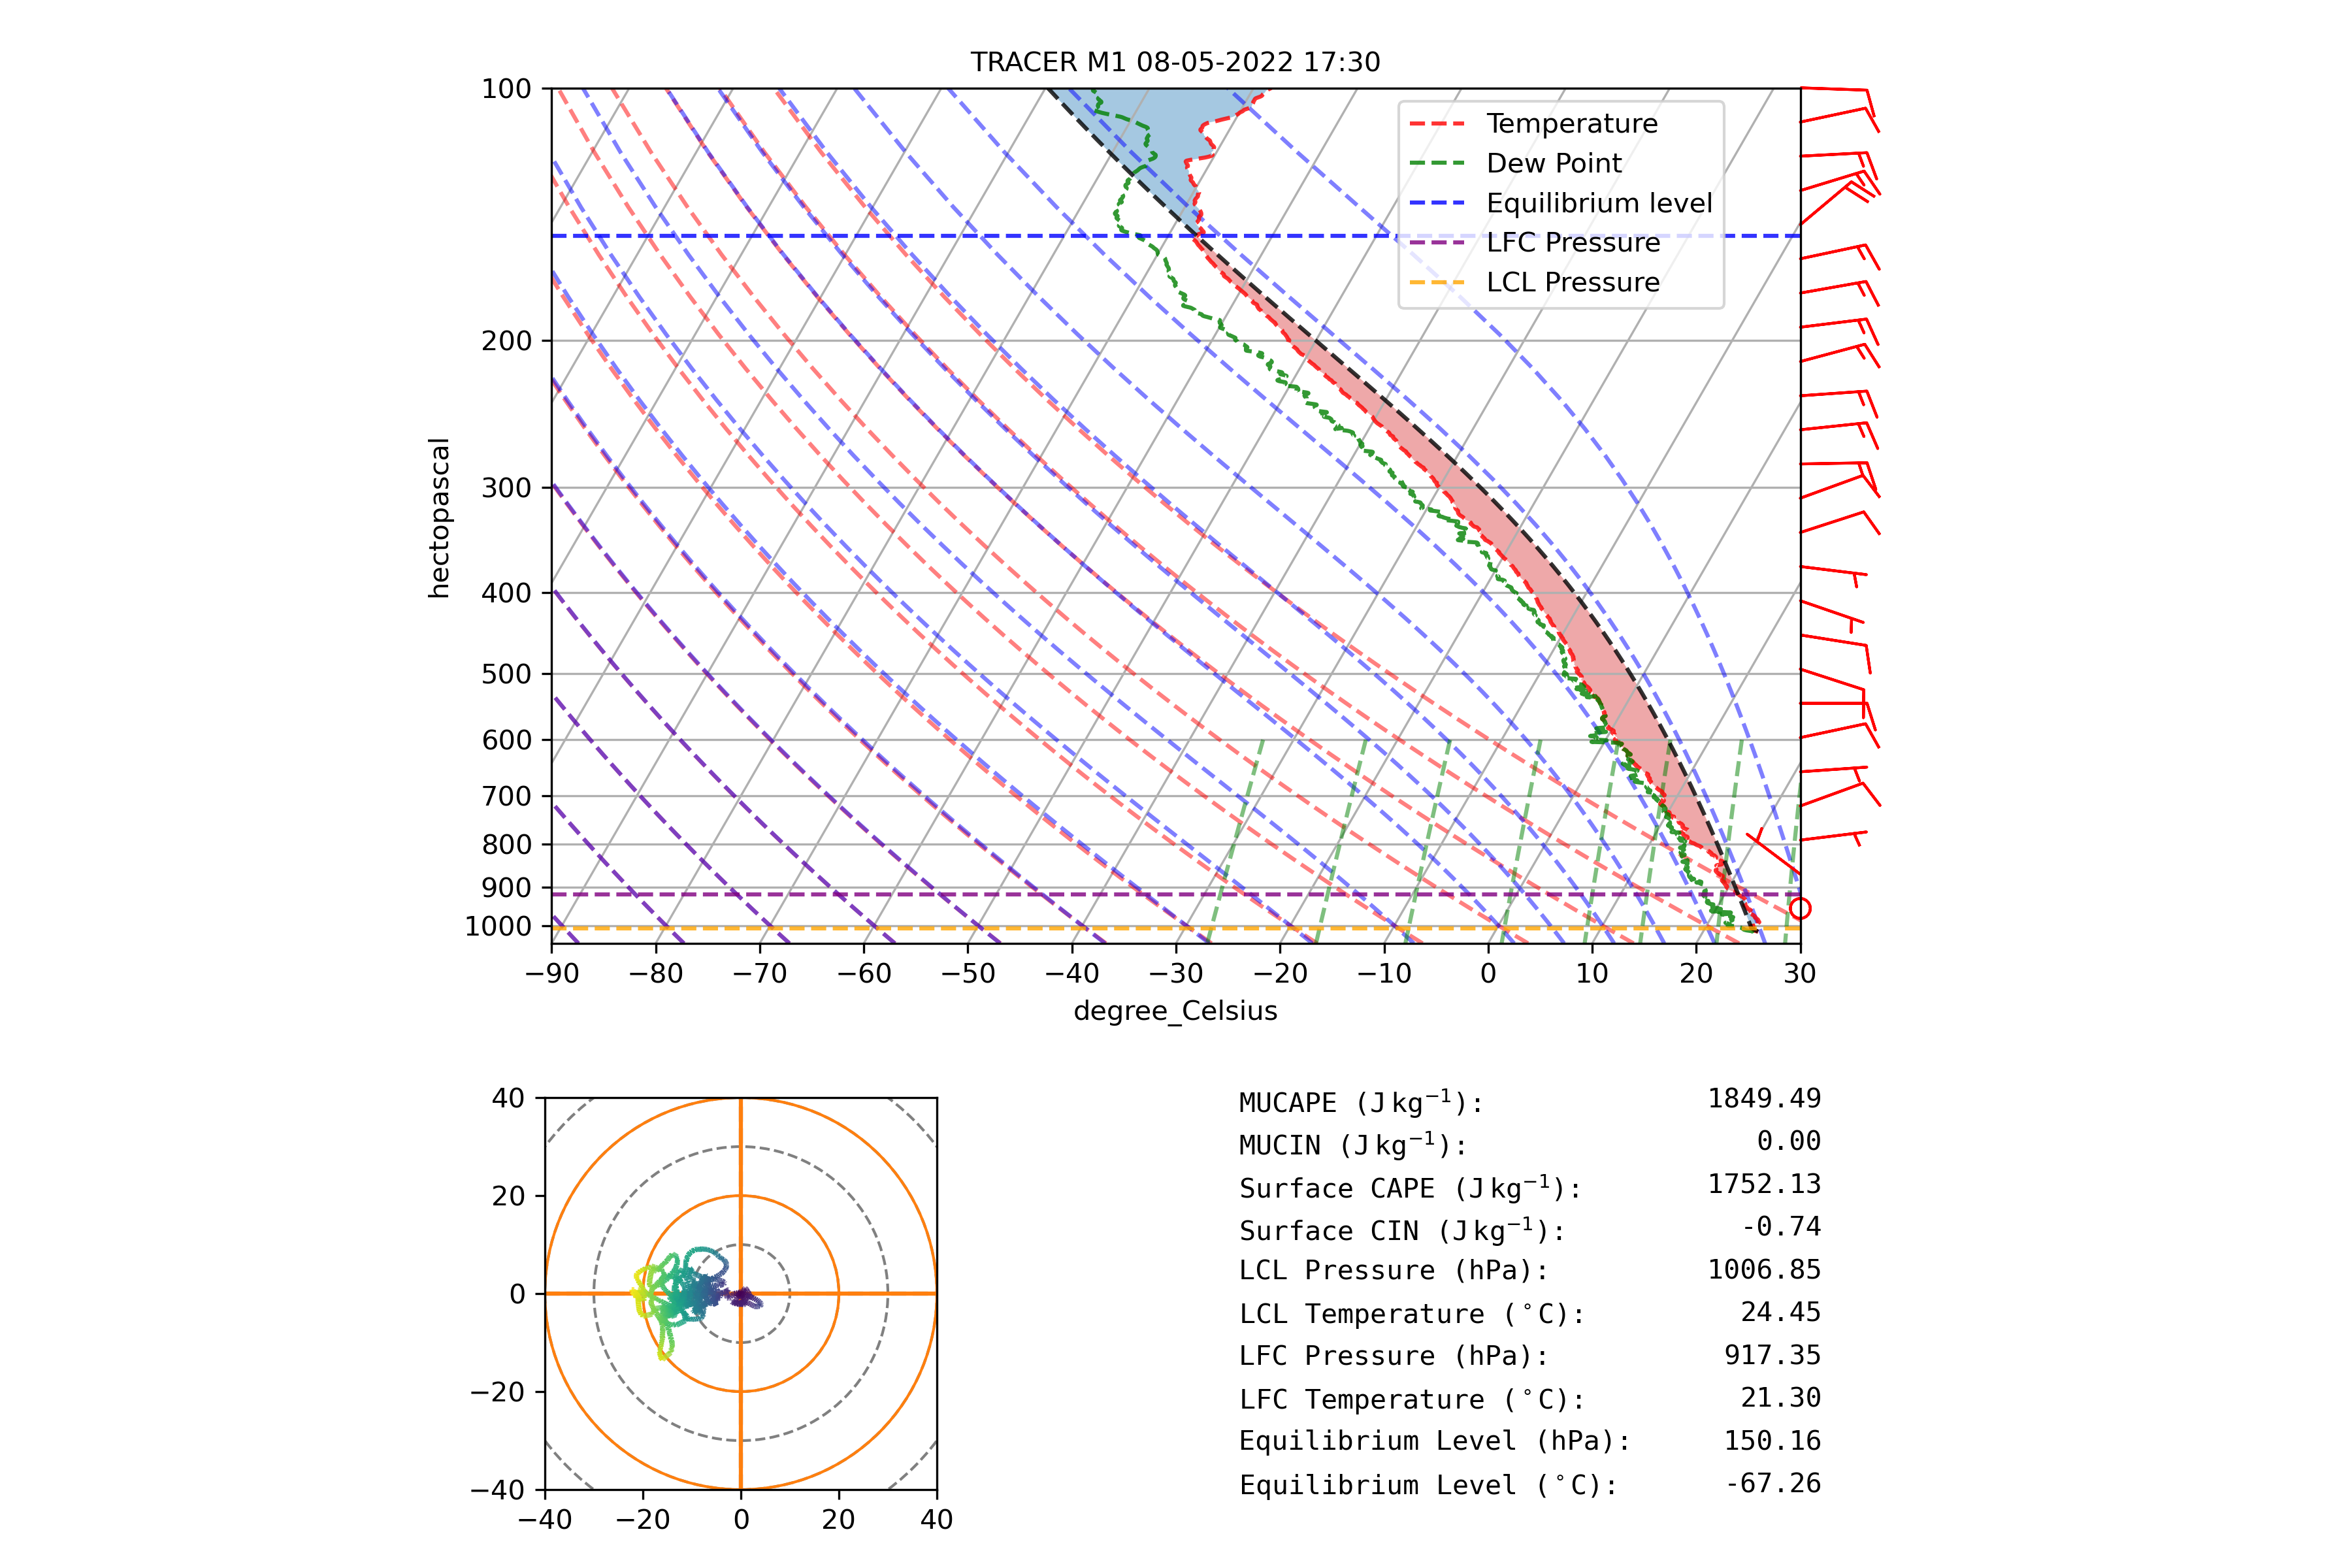 TRACER M1 08-05-2022 17:30
100
200
300
400
500
600
700
800
900
1000
hectopascal
Temperature
Dew Point
Equilibrium level
LFC Pressure
LCL Pressure
−90 −80 −70 −60 −50 −40 −30 −20 −10 0 10 20 30
degree_Celsius
40
20
0
−20
−40
−40 −20 0 20 40
MUCAPE (J kg⁻¹): 1849.49
MUCIN (J kg⁻¹): 0.00
Surface CAPE (J kg⁻¹): 1752.13
Surface CIN (J kg⁻¹): -0.74
LCL Pressure (hPa): 1006.85
LCL Temperature (°C): 24.45
LFC Pressure (hPa): 917.35
LFC Temperature (°C): 21.30
Equilibrium Level (hPa): 150.16
Equilibrium Level (°C): -67.26